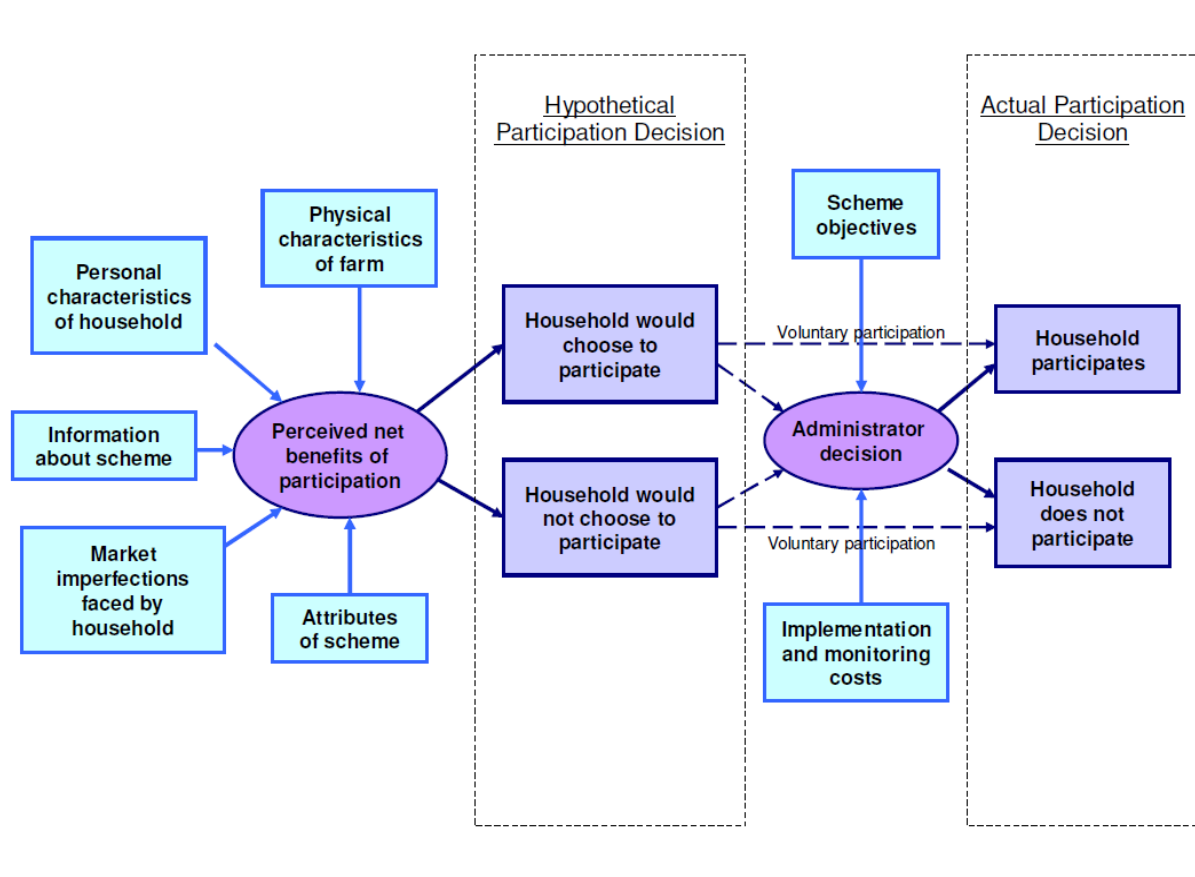 Hypothetical
Participation Decision
Actual Participation
Decision
Scheme
objectives
Physical
characteristics
of farm
Personal
characteristics
of household
Household would
choose to
participate
Voluntary participation
Household
participates
Information
about scheme
Perceived net
benefits of
participation
Administrator
decision
Household would
not choose to
participate
Voluntary participation
Household
does not
participate
Market
imperfections
faced by
household
Attributes
of scheme
Implementation
and monitoring
costs